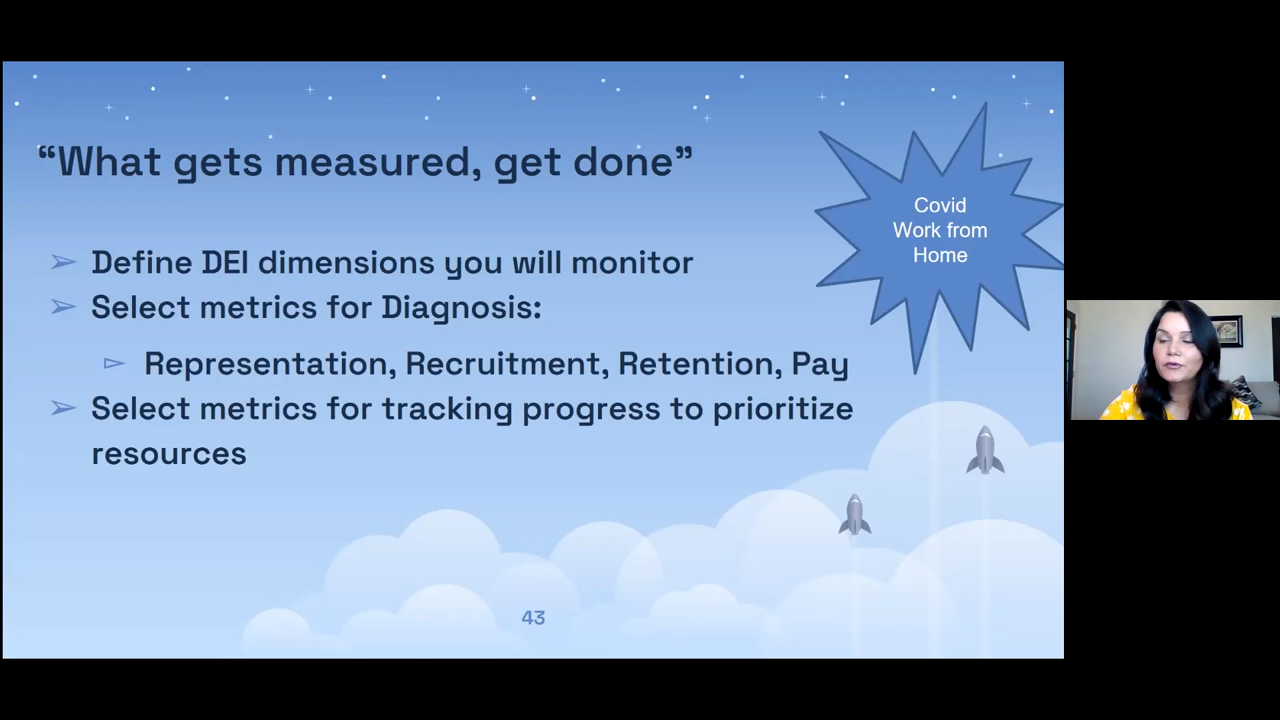 “What gets measured, get done”
Define DEI dimensions you will monitor
Select metrics for Diagnosis:
Representation, Recruitment, Retention, Pay
Select metrics for tracking progress to prioritize
resources
Covid
Work from
Home
43